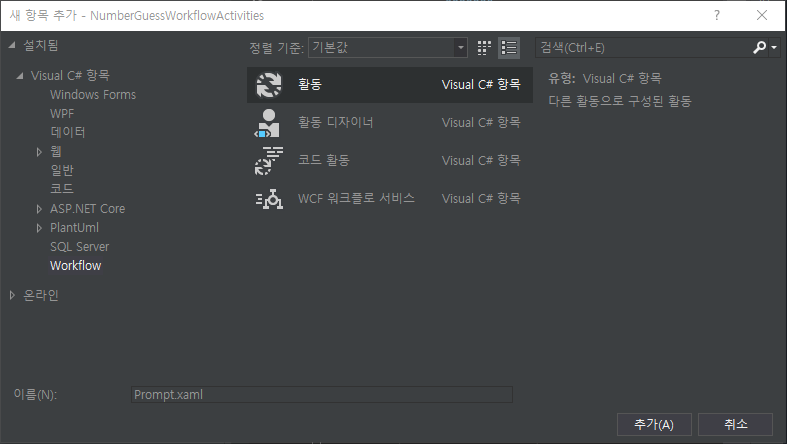 새 항목 추가 - NumberGuessWorkflowActivities
설치됨
정렬 기준: 기본값
검색(Ctrl+E)
Visual C# 항목
Windows Forms
WPF
데이터
웹
일반
코드
ASP.NET Core
PlantUml
SQL Server
Workflow
온라인
활동 Visual C# 항목
활동 디자이너 Visual C# 항목
코드 활동 Visual C# 항목
WCF 워크플로 서비스 Visual C# 항목
유형: Visual C# 항목
다른 활동으로 구성된 활동
이름(N): Prompt.xaml
추가(A) 취소